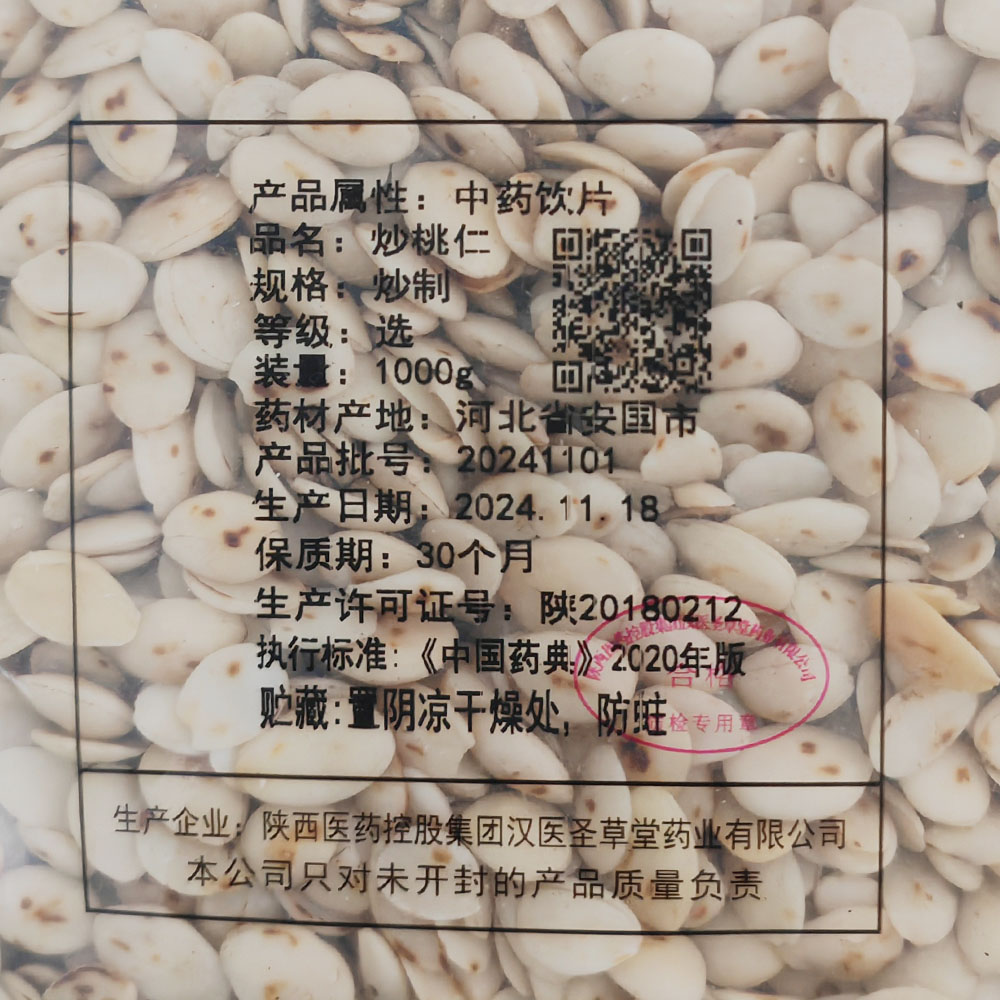 产品属性：中药饮片
品名：炒桃仁
规格：炒制
等级：选
装量：1000g
药材产地：河北省安国市
产品批号：20241101
生产日期：2024.11.18
保质期：30个月
生产许可证号：陕20180212
执行标准：《中国药典》2020年版
贮藏：置阴凉干燥处，防蛀
合格
质检专用章
生产企业：陕西医药控股集团汉医圣草堂药业有限公司
本公司只对未开封的产品质量负责